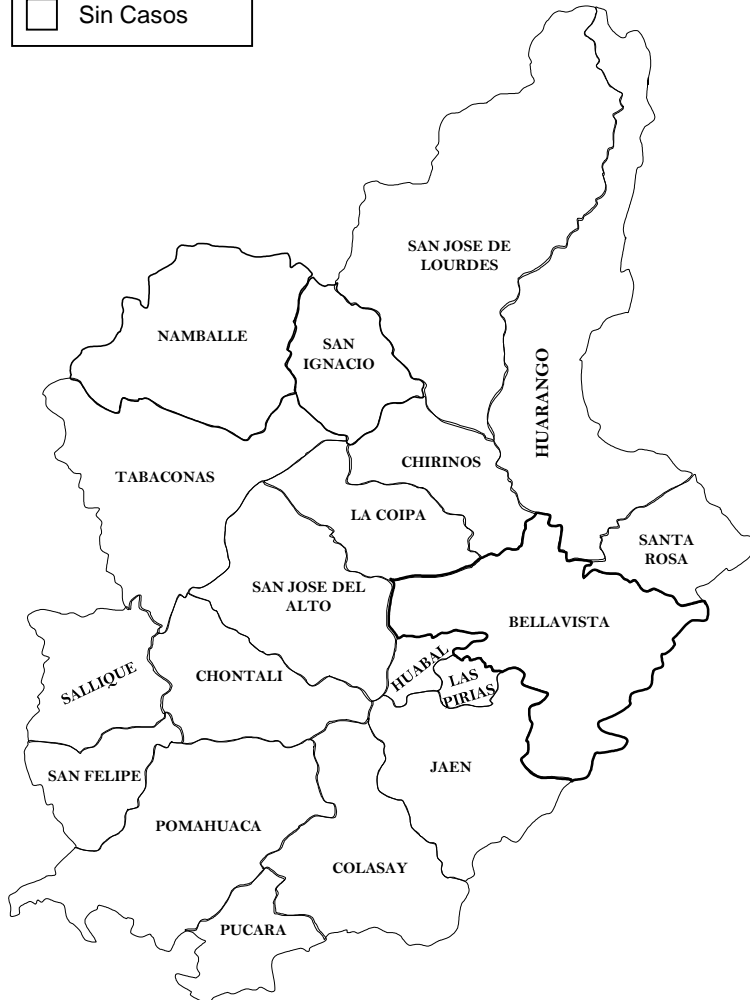 Sin Casos
SAN JOSE DE
LOURDES
NAMBALLE
SAN
IGNACIO
HUARANGO
CHIRINOS
TABACONAS
LA COIPA
SANTA
ROSA
SAN JOSE DEL
ALTO
BELLAVISTA
HUABAL
LAS
PIRIAS
SALLIQUE
CHONTALI
SAN FELIPE
JAEN
POMAHUACA
COLASAY
PUCARA